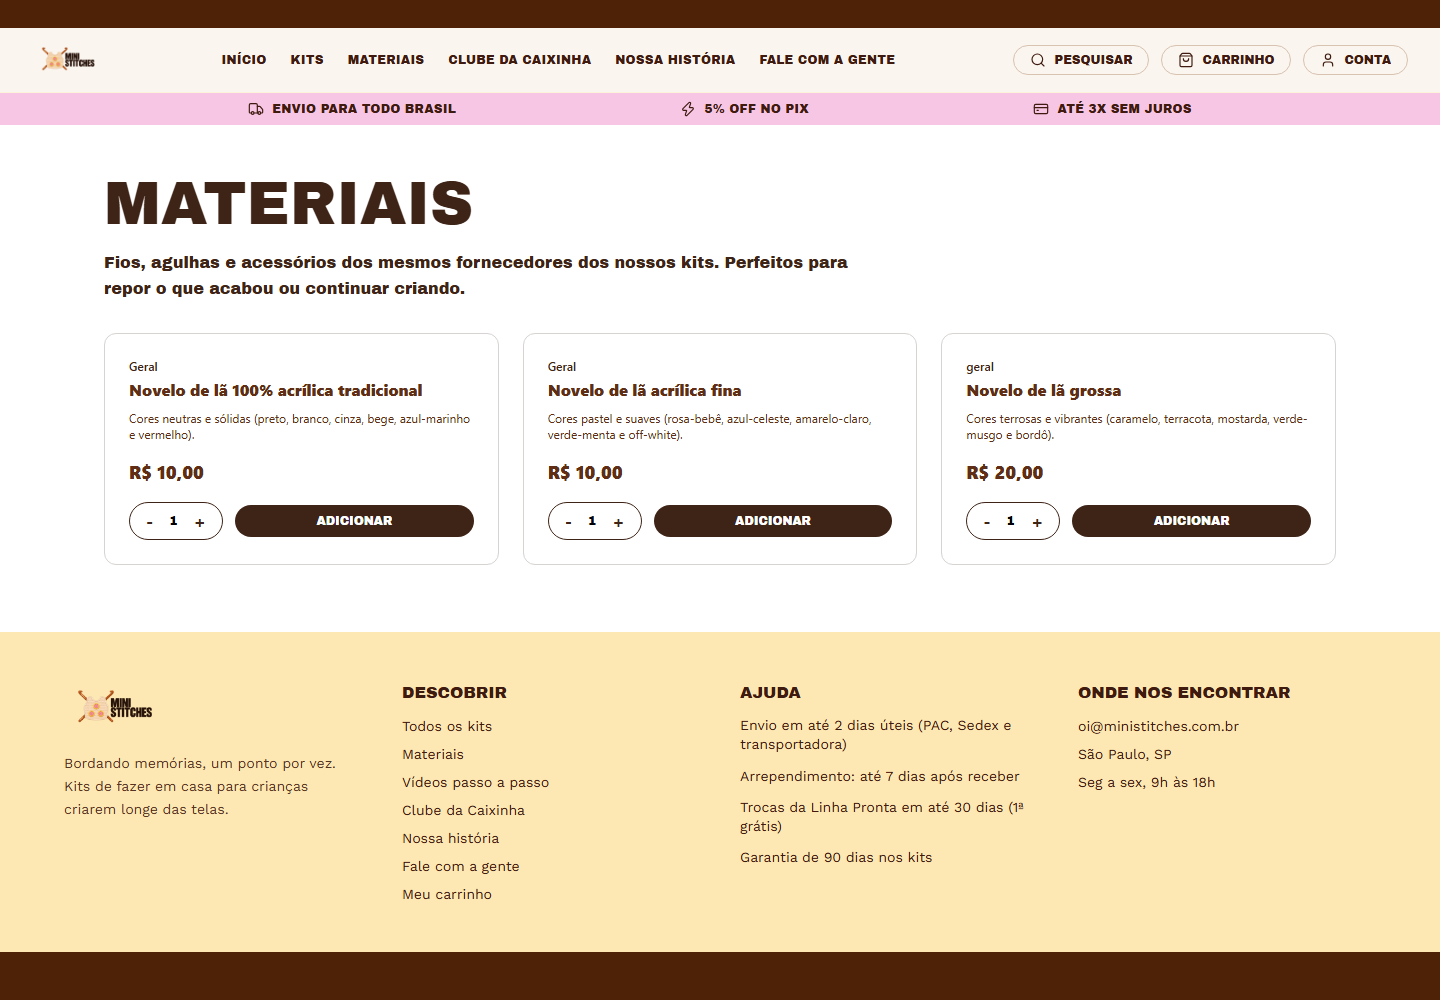 MINI
STITCHES
INÍCIO KITS MATERIAIS CLUBE DA CAIXINHA NOSSA HISTÓRIA FALE COM A GENTE PESQUISAR CARRINHO CONTA
ENVIO PARA TODO BRASIL 5% OFF NO PIX ATÉ 3X SEM JUROS
MATERIAIS
Fios, agulhas e acessórios dos mesmos fornecedores dos nossos kits. Perfeitos para
repor o que acabou ou continuar criando.
Geral
Novelo de lã 100% acrílica tradicional
Cores neutras e sólidas (preto, branco, cinza, bege, azul-marinho
e vermelho).
R$ 10,00
- 1 + ADICIONAR
Geral
Novelo de lã acrílica fina
Cores pastel e suaves (rosa-bebê, azul-celeste, amarelo-claro,
verde-menta e off-white).
R$ 10,00
- 1 + ADICIONAR
geral
Novelo de lã grossa
Cores terrosas e vibrantes (caramelo, terracota, mostarda, verde-
musgo e bordô).
R$ 20,00
- 1 + ADICIONAR
MINI
STITCHES
Bordando memórias, um ponto por vez.
Kits de fazer em casa para crianças
criarem longe das telas.
DESCOBRIR
Todos os kits
Materiais
Vídeos passo a passo
Clube da Caixinha
Nossa história
Fale com a gente
Meu carrinho
AJUDA
Envio em até 2 dias úteis (PAC, Sedex e
transportadora)
Arrependimento: até 7 dias após receber
Trocas da Linha Pronta em até 30 dias (1ª
grátis)
Garantia de 90 dias nos kits
ONDE NOS ENCONTRAR
oi@ministitches.com.br
São Paulo, SP
Seg a sex, 9h às 18h